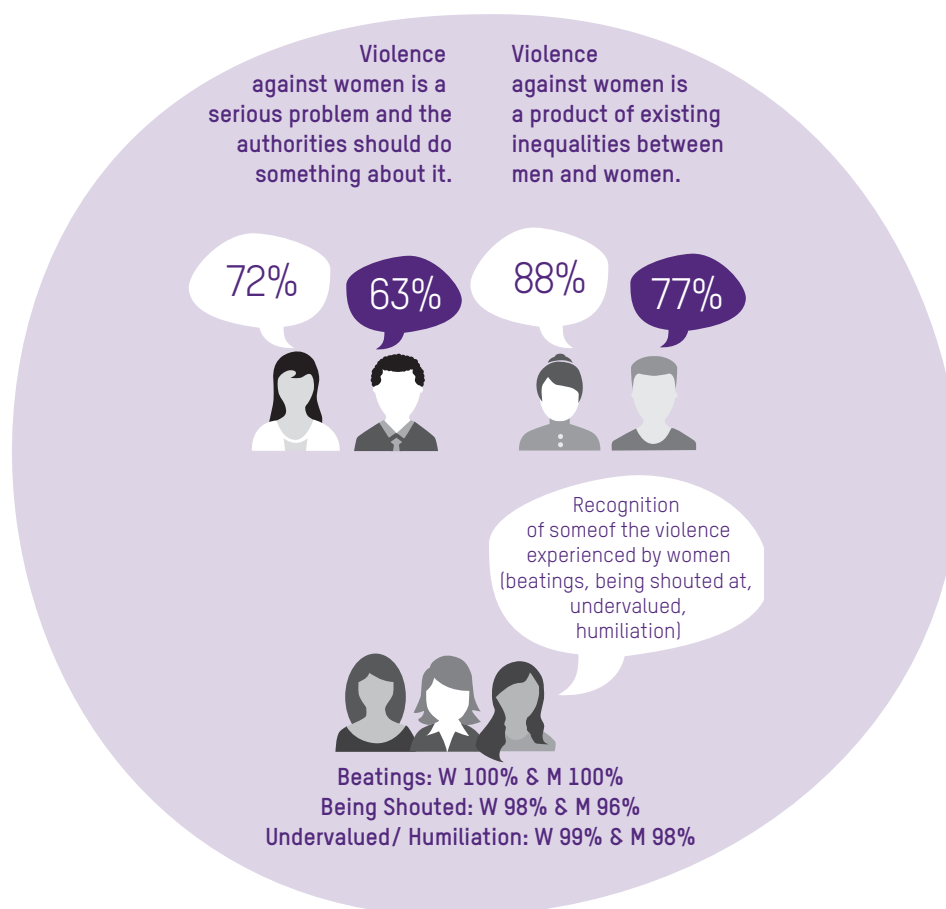 Violence
against women is a
serious problem and the
authorities should do
something about it.
Violence
against women is
a product of existing
inequalities between
men and women.
72%
63%
88%
77%
Recognition
of someof the violence
experienced by women
(beatings, being shouted at,
undervalued,
humiliation)
Beatings: W 100% & M 100%
Being Shouted: W 98% & M 96%
Undervalued/ Humiliation: W 99% & M 98%